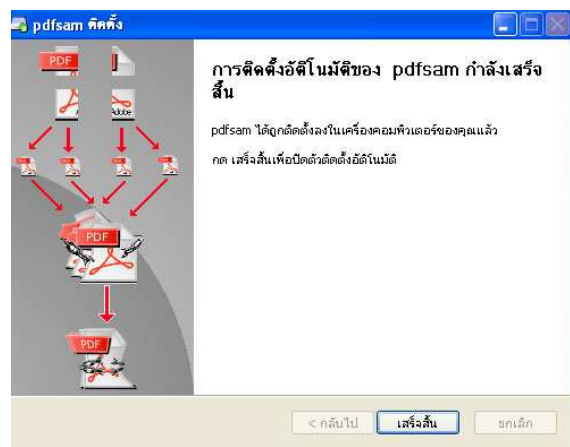 pdfsam ติดตั้ง
PDF
Adobe
PDF
PDF
การติดตั้งอัตโนมัติของ pdfsam กำลังเสร็จ
สิ้น
pdfsam ได้ถูกติดตั้งลงในเครื่องคอมพิวเตอร์ของคุณแล้ว
กด เสร็จสิ้นเพื่อปิดตัวติดตั้งอัตโนมัติ
< กลับไป เสร็จสิ้น ยกเลิก